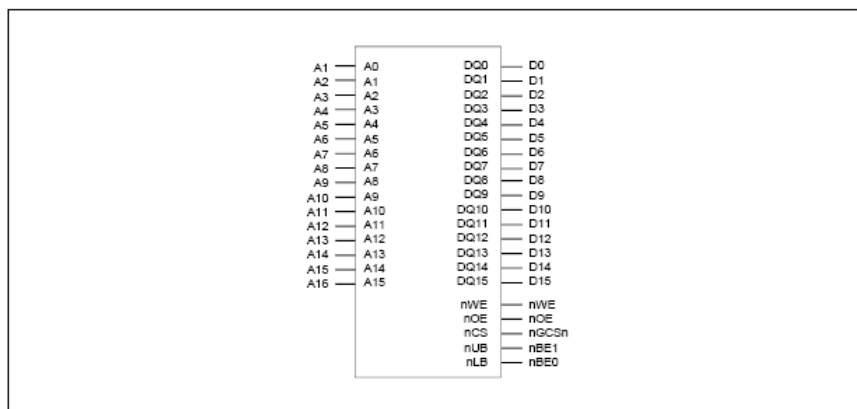 A1 A0 DQ0 D0
A2 A1 DQ1 D1
A3 A2 DQ2 D2
A4 A3 DQ3 D3
A5 A4 DQ4 D4
A6 A5 DQ5 D5
A7 A6 DQ6 D6
A8 A7 DQ7 D7
A9 A8 DQ8 D8
A10 A9 DQ9 D9
A11 A10 DQ10 D10
A12 A11 DQ11 D11
A13 A12 DQ12 D12
A14 A13 DQ13 D13
A15 A14 DQ14 D14
A16 A15 DQ15 D15
nWE nWE
nOE nOE
nCS nGCSn
nUB nBE1
nLB nBE0